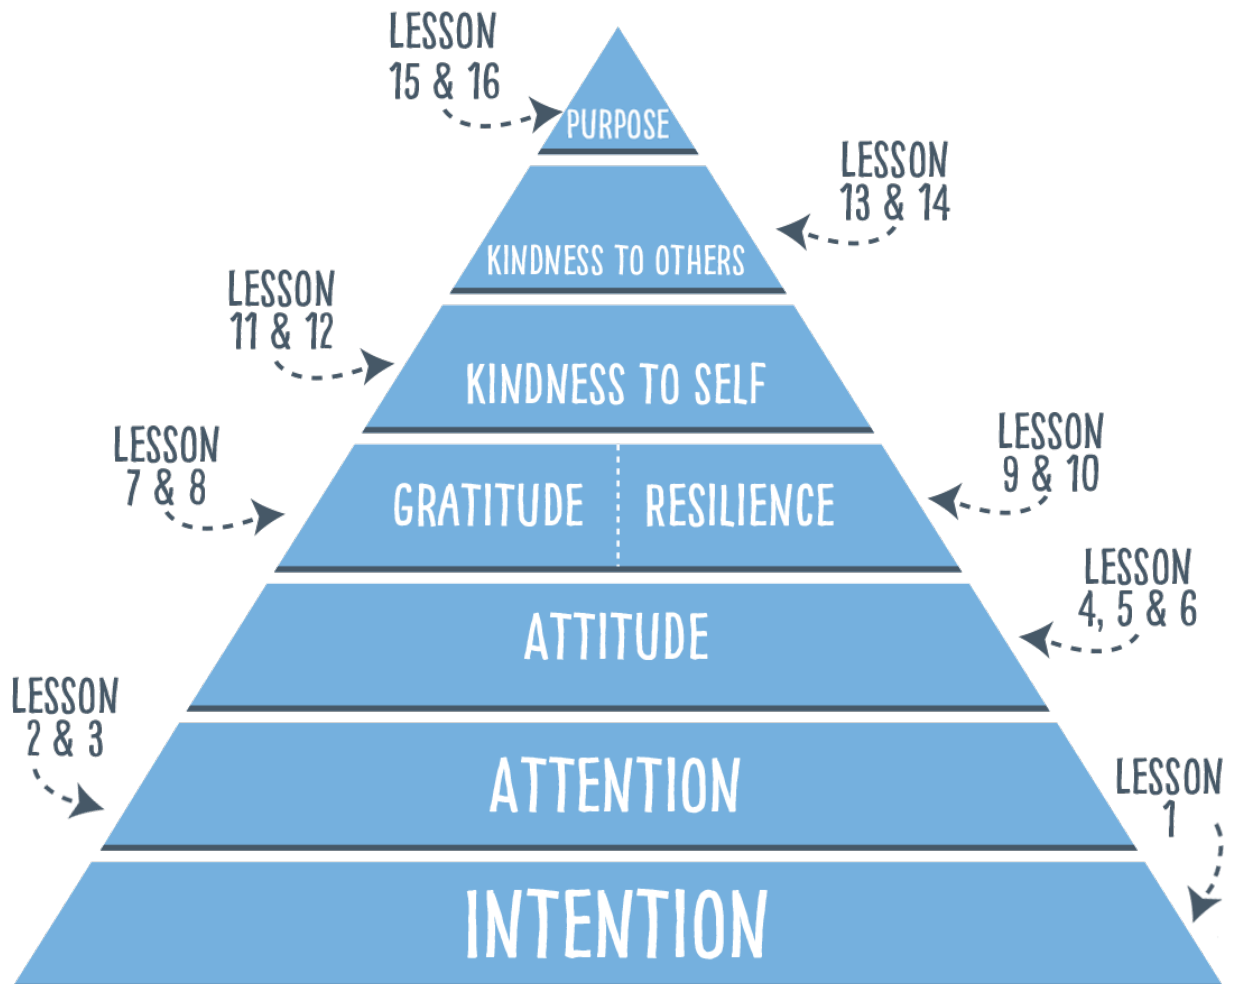 LESSON
15 & 16
PURPOSE
LESSON
13 & 14
KINDNESS TO OTHERS
LESSON
11 & 12
KINDNESS TO SELF
LESSON
7 & 8
GRATITUDE
RESILIENCE
LESSON
9 & 10
ATTITUDE
LESSON
4, 5 & 6
LESSON
2 & 3
ATTENTION
LESSON
1
INTENTION